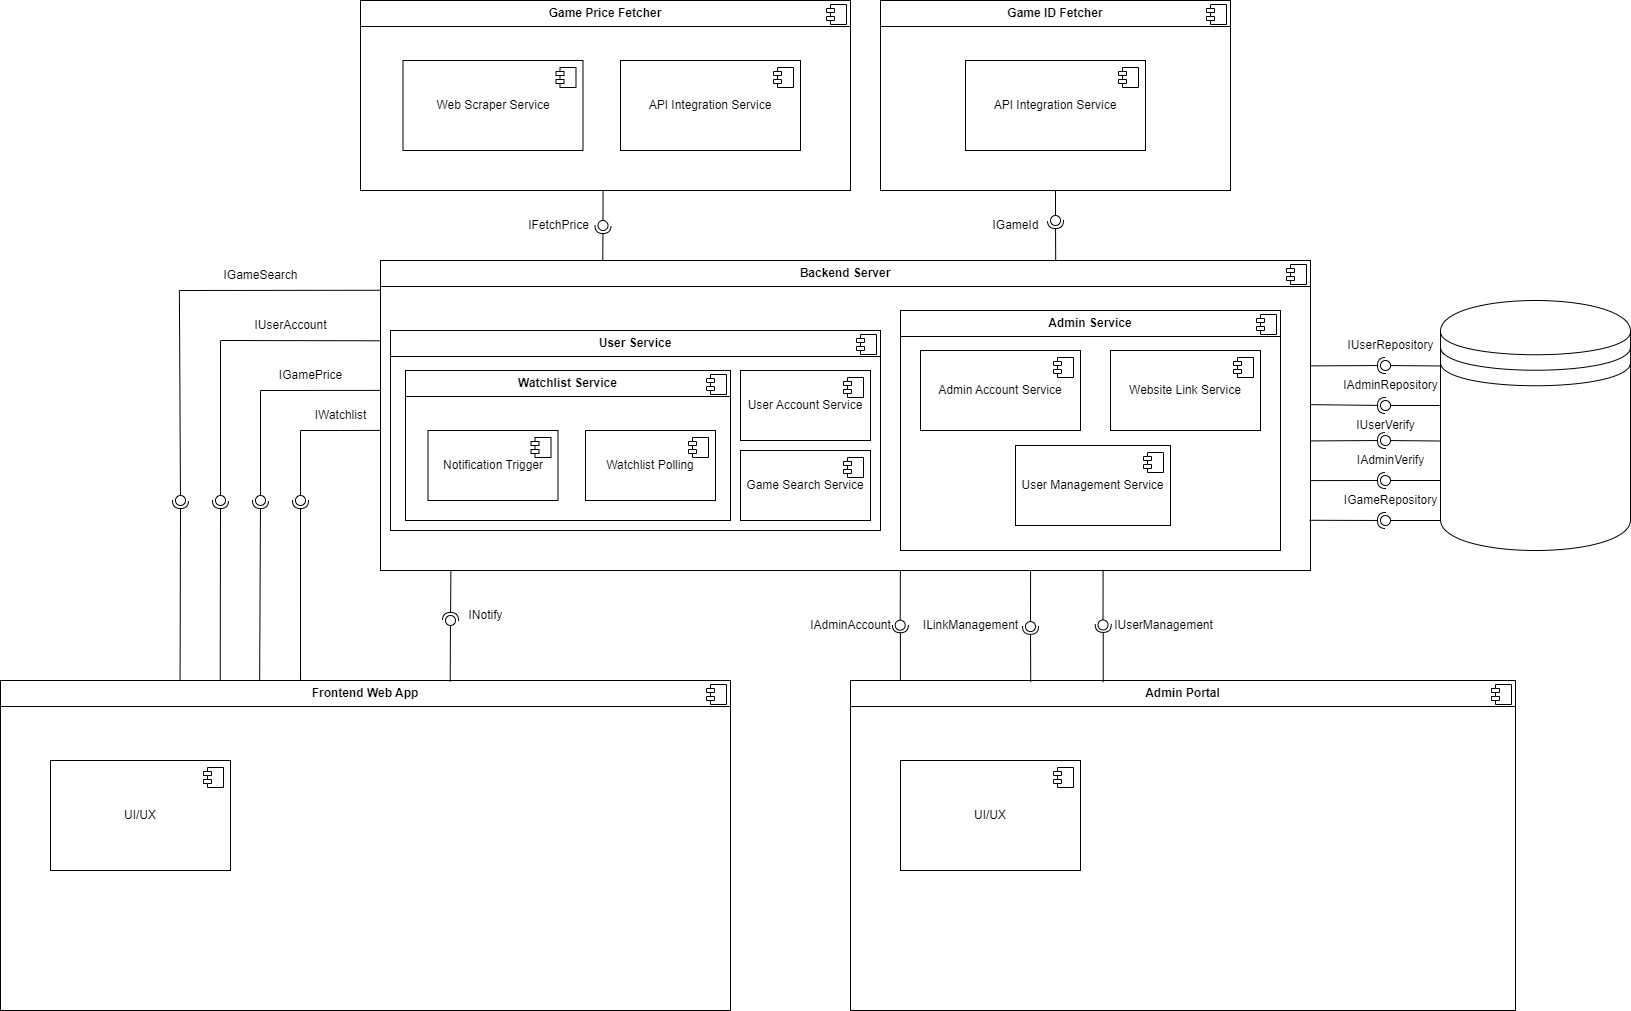 Game Price Fetcher
Game ID Fetcher
Web Scraper Service
API Integration Service
API Integration Service
IFetchPrice
IGameId
Backend Server
IGameSearch
IUserAccount
IGamePrice
IWatchlist
User Service
Watchlist Service
Notification Trigger
Watchlist Polling
User Account Service
Game Search Service
Admin Service
Admin Account Service
Website Link Service
User Management Service
IUserRepository
IAdminRepository
IUserVerify
IAdminVerify
IGameRepository
INotify
IAdminAccount
ILinkManagement
IUserManagement
Frontend Web App
UI/UX
Admin Portal
UI/UX